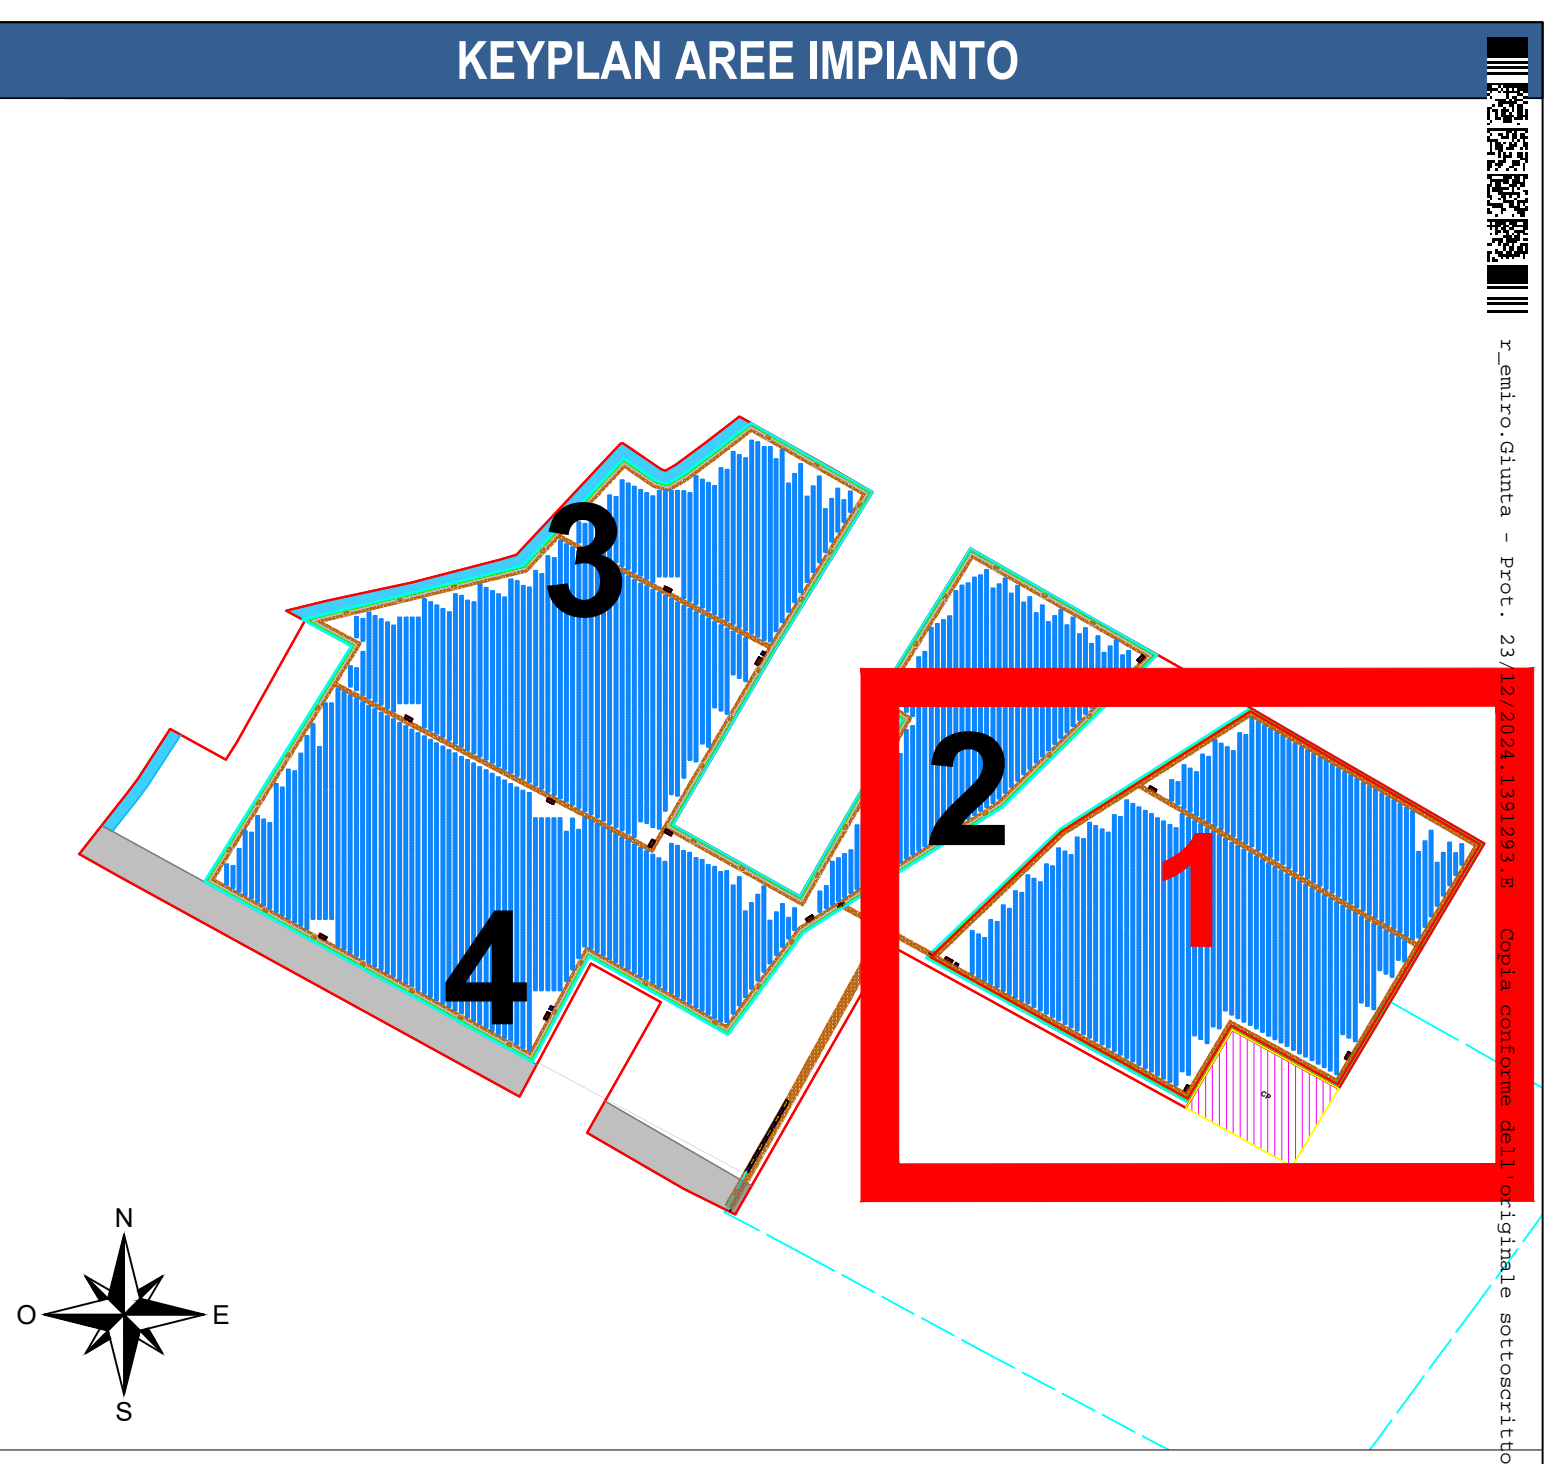 KEYPLAN AREE IMPIANTO
r_emiro.Giunta - Prot. 23/12/2024.1391293.E Copia conforme dell'originale sottoscritto
3
2
1
4
CP
N
O E
S